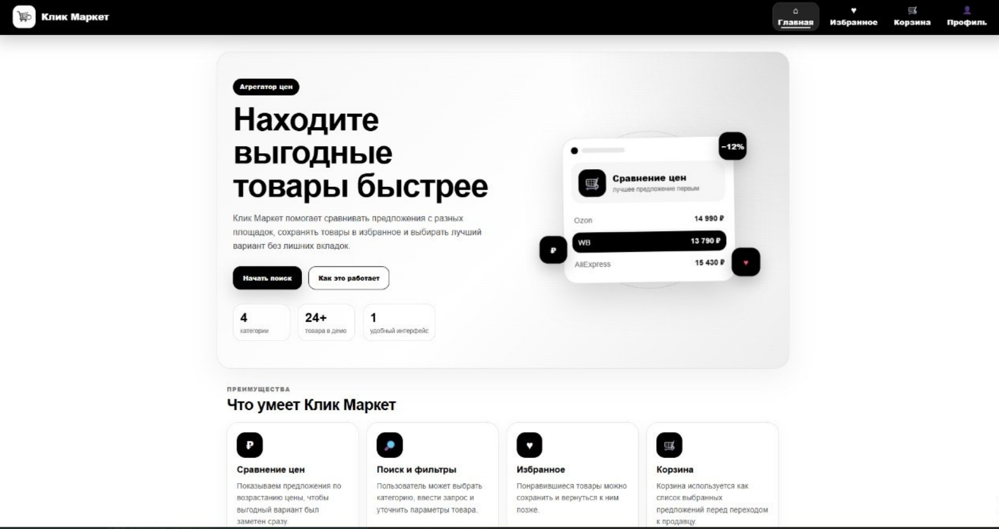 Клик Маркет
Главная
Избранное
Корзина
Профиль
Агрегатор цен
Находите
выгодные
товары быстрее
Клик Маркет помогает сравнивать предложения с разных
площадок, сохранять товары в избранное и выбирать лучший
вариант без лишних вкладок.
Начать поиск
Как это работает
4
категории
24+
товара в демо
1
удобный интерфейс
−12%
Сравнение цен
лучшее предложение первым
Ozon 14 990 ₽
WB 13 790 ₽
AliExpress 15 430 ₽
₽
ПРЕИМУЩЕСТВА
Что умеет Клик Маркет
₽
Сравнение цен
Показываем предложения по
возрастанию цены, чтобы
выгодный вариант был
заметен сразу.
Поиск и фильтры
Пользователь может выбрать
категорию, ввести запрос и
уточнить параметры товара.
Избранное
Понравившиеся товары можно
сохранить и вернуться к ним
позже.
Корзина
Корзина используется как
список выбранных
предложений перед переходом
к продавцу.